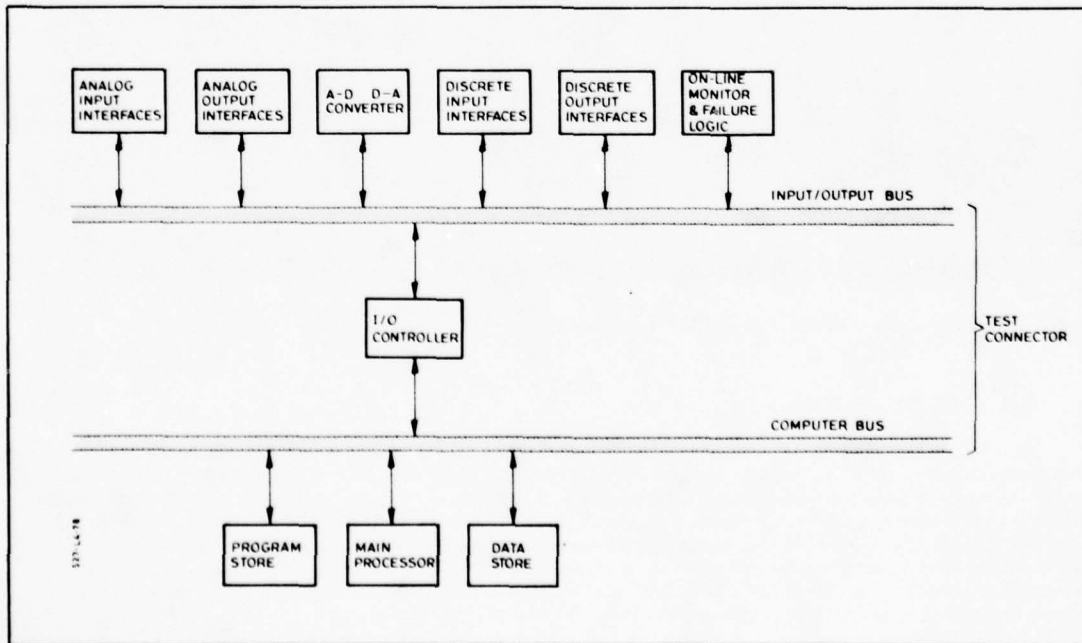 ANALOG
INPUT
INTERFACES
ANALOG
OUTPUT
INTERFACES
A-D D-A
CONVERTER
DISCRETE
INPUT
INTERFACES
DISCRETE
OUTPUT
INTERFACES
ON-LINE
MONITOR
& FAILURE
LOGIC
INPUT/OUTPUT BUS
I/O
CONTROLLER
TEST
CONNECTOR
COMPUTER BUS
PROGRAM
STORE
MAIN
PROCESSOR
DATA
STORE